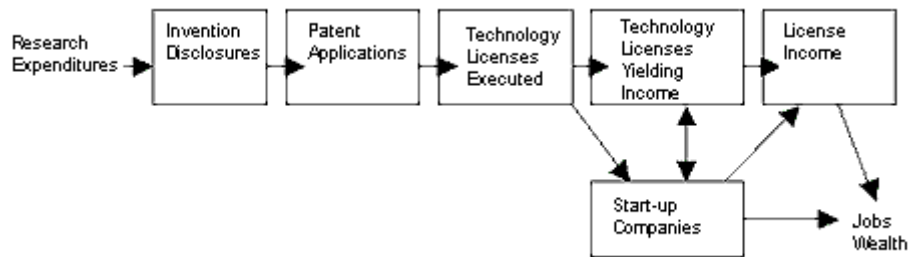 Research
Expenditures
Invention
Disclosures
Patent
Applications
Technology
Licenses
Executed
Technology
Licenses
Yielding
Income
License
Income
Start-up
Companies
Jobs
Wealth